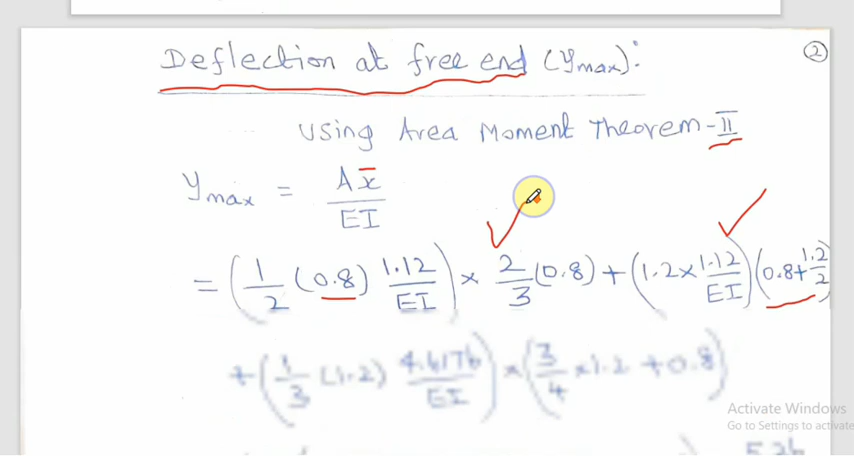 Deflection at free end (ymax):
②
Using Area Moment Theorem-II
ymax = Ax̄ / EI
= (1/2 (0.8) 1.12/EI) × 2/3 (0.8) + (1.2×1.12/EI) (0.8+1.2/2
+ (1/3 (1.2) 4.6176/EI) × (3/4 ×1.2 +0.8)
Activate Windows
Go to Settings to activate